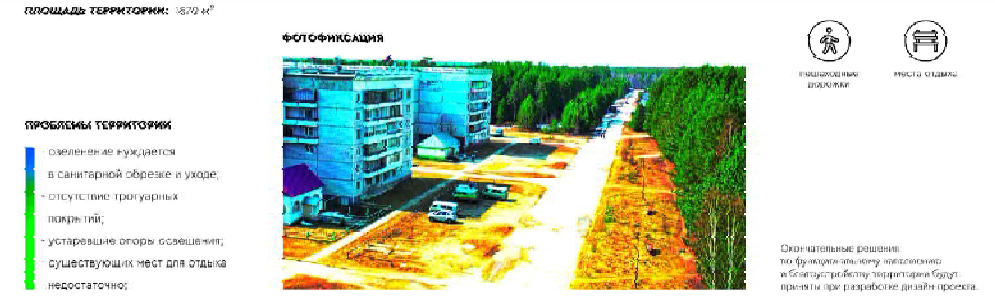 ПЛОЩАДЬ ТЕРРИТОРИИ:
ФОТОФИКСАЦИЯ
пешеходные
дорожки
места отдыха
ПРОБЛЕМЫ ТЕРРИТОРИИ
- озеленение нуждается
в санитарной обрезке и уходе;
- отсутствие тротуарных
покрытий;
- устаревшие опоры освещения;
- существующих мест для отдыха
недостаточно;
Окончательные решения
по функциональному наполнению
и благоустройству территории будут
приняты при разработке дизайн-проекта.